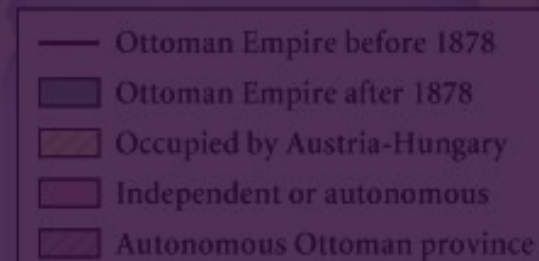 Ottoman Empire before 1878
Ottoman Empire after 1878
Occupied by Austria-Hungary
Independent or autonomous
Autonomous Ottoman province